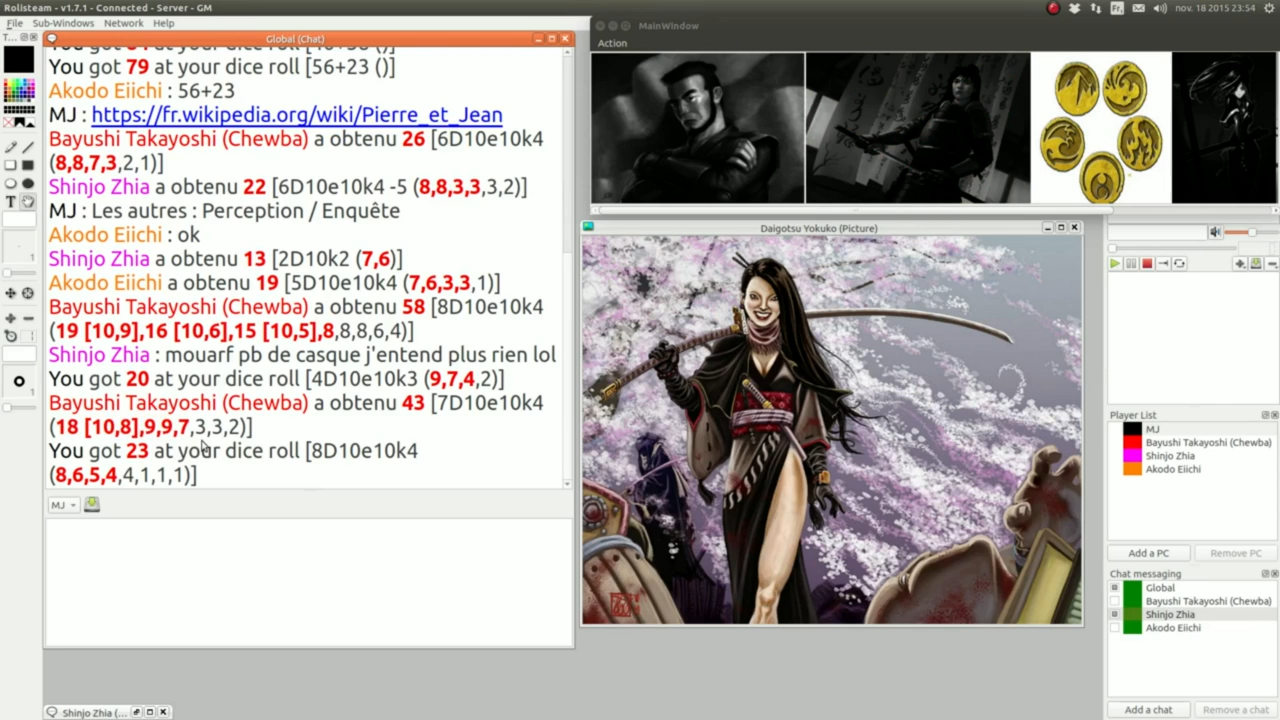 Rolisteam - v1.7.1 - Connected - Server - GM
Fr
nov. 18 2015 23:54
File Sub-Windows Network Help
MainWindow
Action
T...
Global (Chat)
You got 79 at your dice roll [56+23 ()]
Akodo Eiichi : 56+23
MJ : https://fr.wikipedia.org/wiki/Pierre_et_Jean
Bayushi Takayoshi (Chewba) a obtenu 26 [6D10e10k4
(8,8,7,3,2,1)]
Shinjo Zhia a obtenu 22 [6D10e10k4 -5 (8,8,3,3,3,2)]
MJ : Les autres : Perception / Enquête
Akodo Eiichi : ok
Shinjo Zhia a obtenu 13 [2D10k2 (7,6)]
Akodo Eiichi a obtenu 19 [5D10e10k4 (7,6,3,3,1)]
Bayushi Takayoshi (Chewba) a obtenu 58 [8D10e10k4
(19 [10,9],16 [10,6],15 [10,5],8,8,8,6,4)]
Shinjo Zhia : mouarf pb de casque j'entend plus rien lol
You got 20 at your dice roll [4D10e10k3 (9,7,4,2)]
Bayushi Takayoshi (Chewba) a obtenu 43 [7D10e10k4
(18 [10,8],9,9,7,3,3,2)]
You got 23 at your dice roll [8D10e10k4
(8,6,5,4,4,1,1,1)]
MJ
T
1
1
Shinjo Zhia (...
Daigotsu Yokuko (Picture)
Player List
MJ
Bayushi Takayoshi (Chewba)
Shinjo Zhia
Akodo Eiichi
Add a PC
Remove PC
Chat messaging
Global
Bayushi Takayoshi (Chewba)
Shinjo Zhia
Akodo Eiichi
Add a chat
Remove a chat